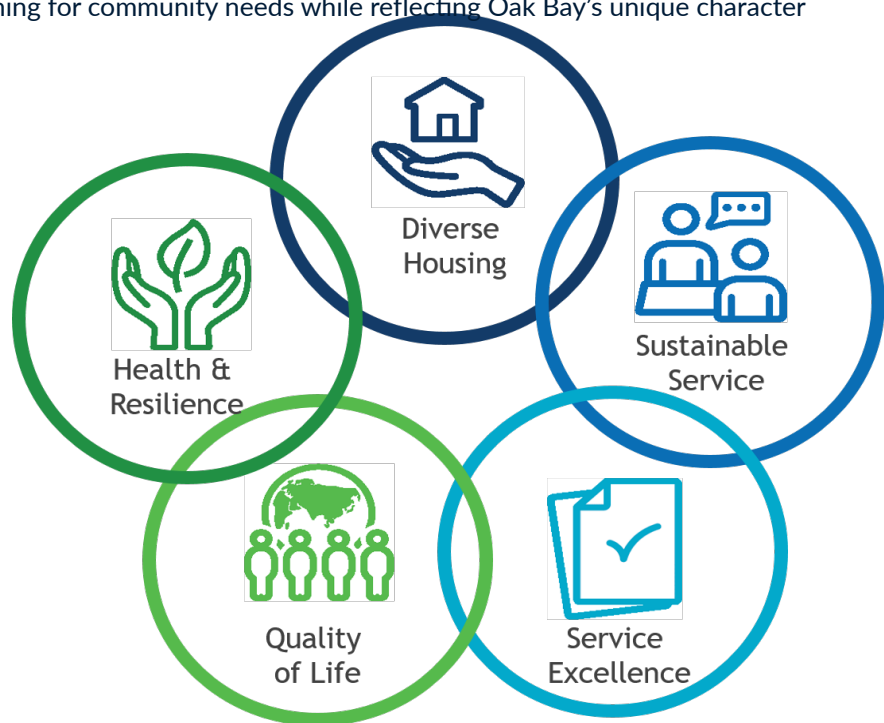 ning for community needs while reflecting Oak Bay's unique character
Diverse
Housing
Sustainable
Service
Health &
Resilience
Quality
of Life
Service
Excellence